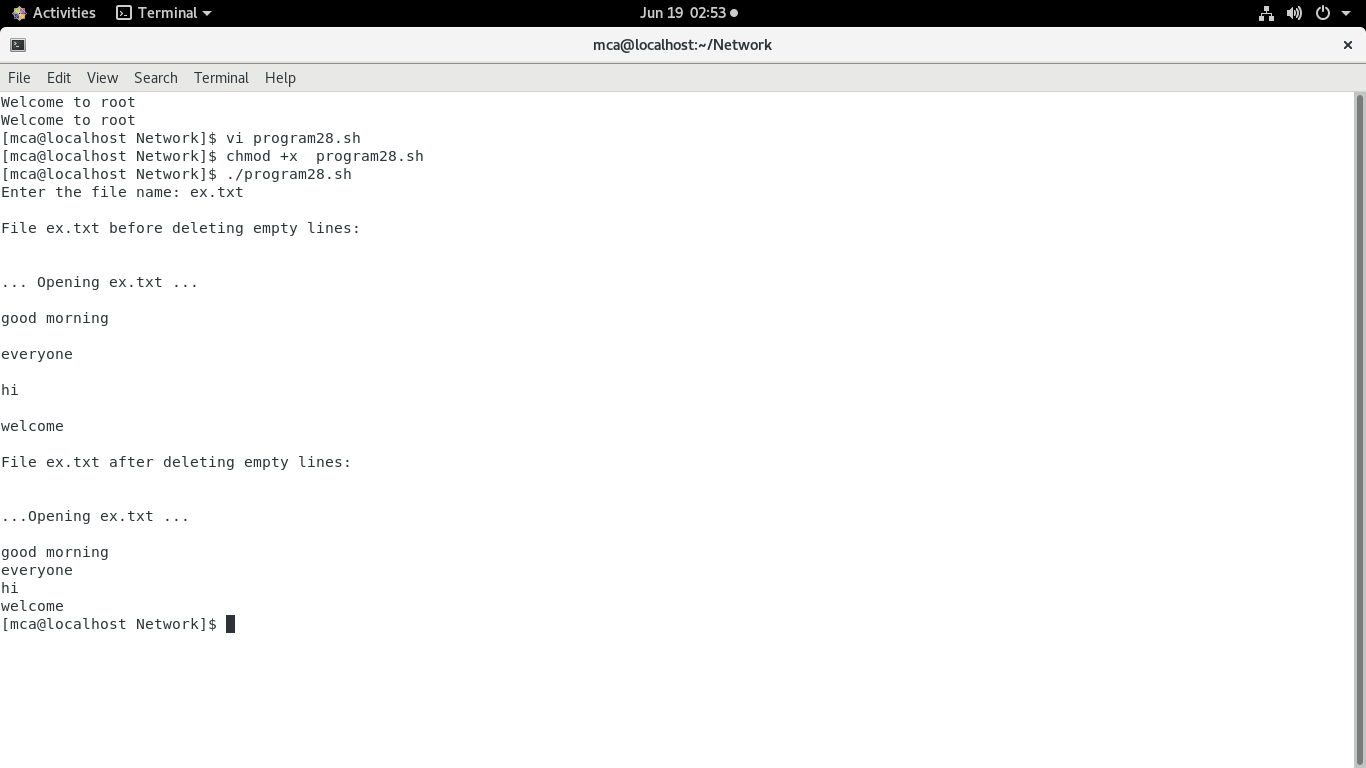 Activities
Terminal
Jun 19 02:53
mca@localhost:~/Network
File Edit View Search Terminal Help
Welcome to root
Welcome to root
[mca@localhost Network]$ vi program28.sh
[mca@localhost Network]$ chmod +x  program28.sh
[mca@localhost Network]$ ./program28.sh
Enter the file name: ex.txt
File ex.txt before deleting empty lines:
... Opening ex.txt ...
good morning
everyone
hi
welcome
File ex.txt after deleting empty lines:
...Opening ex.txt ...
good morning
everyone
hi
welcome
[mca@localhost Network]$